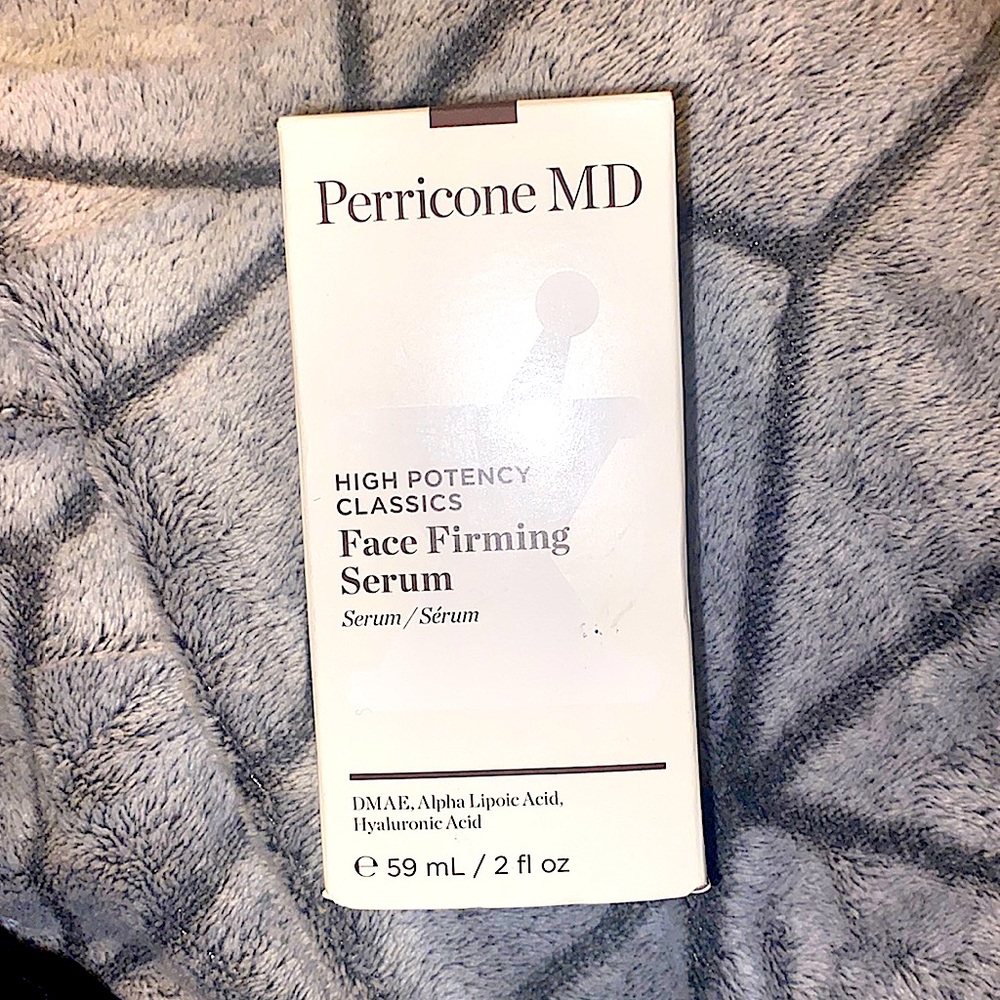 Perricone MD
HIGH POTENCY
CLASSICS
Face Firming
Serum
Serum / Sérum
DMAE, Alpha Lipoic Acid,
Hyaluronic Acid
℮ 59 mL / 2 fl oz